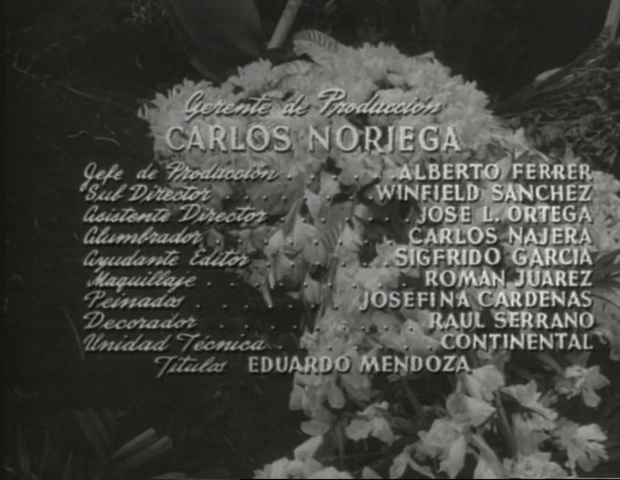 Gerente de Producción
CARLOS NORIEGA
Jefe de Producción . . . . . . ALBERTO FERRER
Sub Director . . . . . . . . WINFIELD SANCHEZ
Asistente Director . . . . . . JOSE L. ORTEGA
Alumbrador . . . . . . . . CARLOS NAJERA
Ayudante Editor . . . . . . SIGFRIDO GARCIA
Maquillaje . . . . . . . . . ROMAN JUAREZ
Peinados . . . . . . . JOSEFINA CARDENAS
Decorador . . . . . . . . . RAUL SERRANO
Unidad Técnica . . . . . . . CONTINENTAL
Títulos EDUARDO MENDOZA